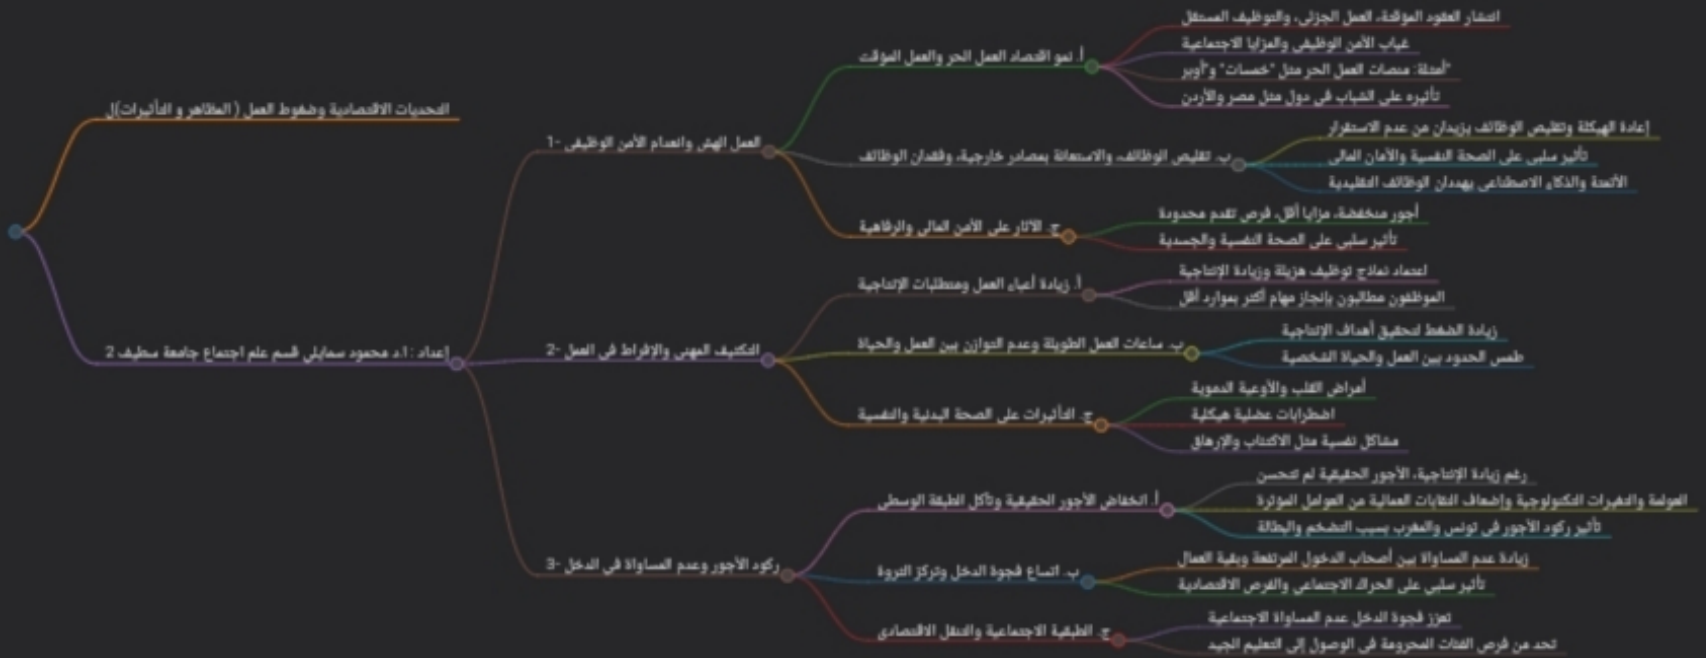 التحديات الاقتصادية وضغوط العمل ( المظاهر و التأثيرات)ل
إعداد : ا.د محمود سمايلي قسم علم اجتماع جامعة سطيف 2
العمل الهش وانعدام الأمن الوظيفي -1
أ. نمو اقتصاد العمل الحر والعمل المؤقت
انتشار العقود المؤقتة، العمل الجزئي، والتوظيف المستقل
غياب الأمن الوظيفي والمزايا الاجتماعية
"أمثلة: منصات العمل الحر مثل "خمسات" و"أوبر
تأثيره على الشباب في دول مثل مصر والأردن
ب. تقليص الوظائف، والاستعانة بمصادر خارجية، وفقدان الوظائف
إعادة الهيكلة وتقليص الوظائف يزيدان من عدم الاستقرار
تأثير سلبي على الصحة النفسية والأمان المالي
الأتمتة والذكاء الاصطناعي يهددان الوظائف التقليدية
ج. الآثار على الأمن المالي والرفاهية
أجور منخفضة، مزايا أقل، فرص تقدم محدودة
تأثير سلبي على الصحة النفسية والجسدية
التكثيف المهني والإفراط في العمل -2
أ. زيادة أعباء العمل ومتطلبات الإنتاجية
اعتماد نماذج توظيف هزيلة وزيادة الإنتاجية
الموظفون مطالبون بإنجاز مهام أكثر بموارد أقل
ب. ساعات العمل الطويلة وعدم التوازن بين العمل والحياة
زيادة الضغط لتحقيق أهداف الإنتاجية
طمس الحدود بين العمل والحياة الشخصية
ج. التأثيرات على الصحة البدنية والنفسية
أمراض القلب والأوعية الدموية
اضطرابات عضلية هيكلية
مشاكل نفسية مثل الاكتئاب والإرهاق
ركود الأجور وعدم المساواة في الدخل -3
أ. انخفاض الأجور الحقيقية وتآكل الطبقة الوسطى
رغم زيادة الإنتاجية، الأجور الحقيقية لم تتحسن
العولمة والتغيرات التكنولوجية وإضعاف النقابات العمالية من العوامل المؤثرة
تأثير ركود الأجور في تونس والمغرب بسبب التضخم والبطالة
ب. اتساع فجوة الدخل وتركز الثروة
زيادة عدم المساواة بين أصحاب الدخول المرتفعة وبقية العمال
تأثير سلبي على الحراك الاجتماعي والفرص الاقتصادية
ج. الطبقية الاجتماعية والتنقل الاقتصادي
تعزز فجوة الدخل عدم المساواة الاجتماعية
تحد من فرص الفئات المحرومة في الوصول إلى التعليم الجيد